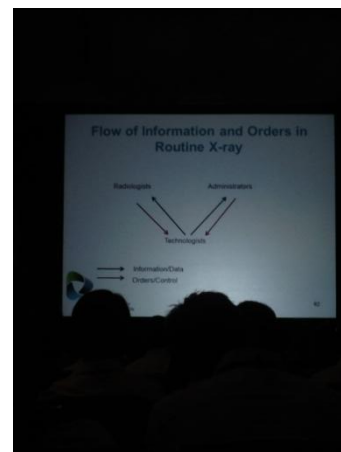 Flow of Information and Orders in
Routine X-ray
Radiologists Administrators
Technologists
Information/Data
Orders/Control